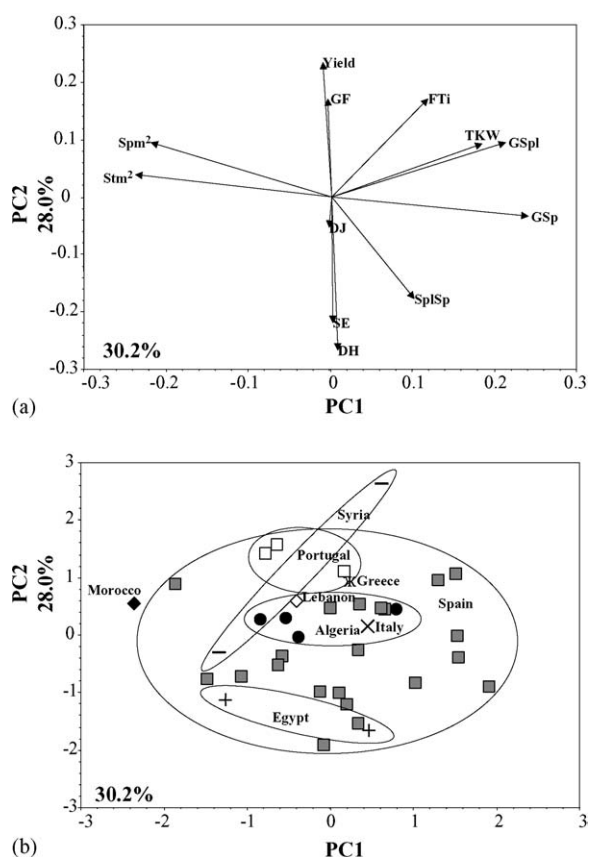 0.3
Yield
0.2
GF
FTi
TKW
0.1
Spm²
GSpl
Stm²
0
GSp
DJ
-0.1
SplSp
-0.2
SE
DH
30.2%
-0.3
-0.3 -0.2 -0.1 0 0.1 0.2 0.3
PC2
28.0%
(a)
PC1
3
Syria
2
Portugal
1
Morocco
Greece
Lebanon
Spain
Algeria
Italy
0
-1
Egypt
-2
30.2%
-3
-3 -2 -1 0 1 2 3
PC2
28.0%
(b)
PC1